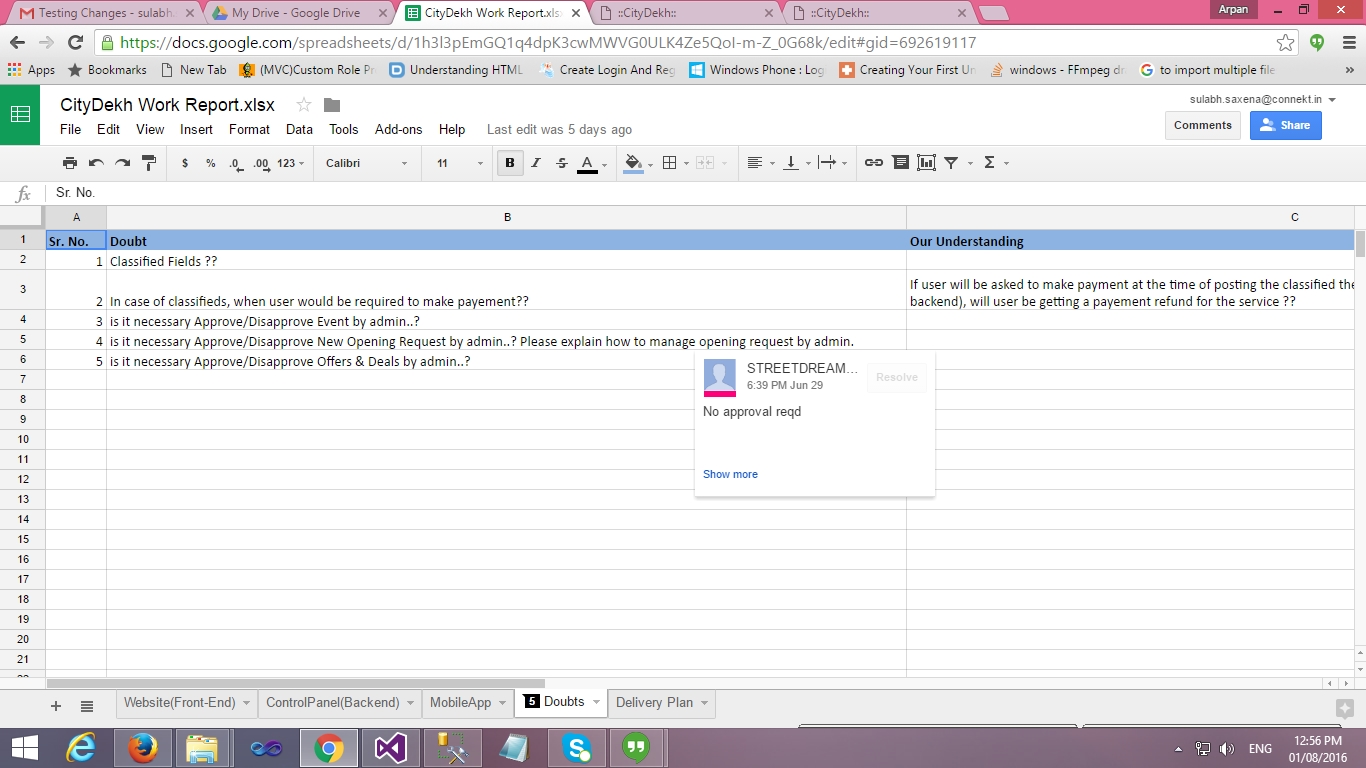 Testing Changes - sulabh.
My Drive - Google Drive
CityDekh Work Report.xls
::CityDekh::
::CityDekh::
Arpan
https://docs.google.com/spreadsheets/d/1h3l3pEmGQ1q4dpK3cwMWVG0ULK4Ze5QoI-m-Z_0G68k/edit#gid=692619117
Apps
Bookmarks
New Tab
(MVC)Custom Role Pr
Understanding HTML
Create Login And Reg
Windows Phone : Log
Creating Your First Un
windows - FFmpeg dr
to import multiple file
»
CityDekh Work Report.xlsx
sulabh.saxena@connekt.in
File Edit View Insert Format Data Tools Add-ons Help Last edit was 5 days ago
Comments
Share
$ % .0 .00 123 Calibri 11 B I S A Σ
fx Sr. No.
A B C
1 Sr. No. Doubt Our Understanding
2 1 Classified Fields ??
3 2 In case of classifieds, when user would be required to make payement??
If user will be asked to make payment at the time of posting the classified the
backend), will user be getting a payement refund for the service ??
4 3 is it necessary Approve/Disapprove Event by admin..?
5 4 is it necessary Approve/Disapprove New Opening Request by admin..? Please explain how to manage opening request by admin.
6 5 is it necessary Approve/Disapprove Offers & Deals by admin..?
STREETDREAM...
6:39 PM Jun 29
Resolve
No approval reqd
Show more
7
8
9
10
11
12
13
14
15
16
17
18
19
20
21
Website(Front-End)
ControlPanel(Backend)
MobileApp
5 Doubts
Delivery Plan
ENG
12:56 PM
01/08/2016